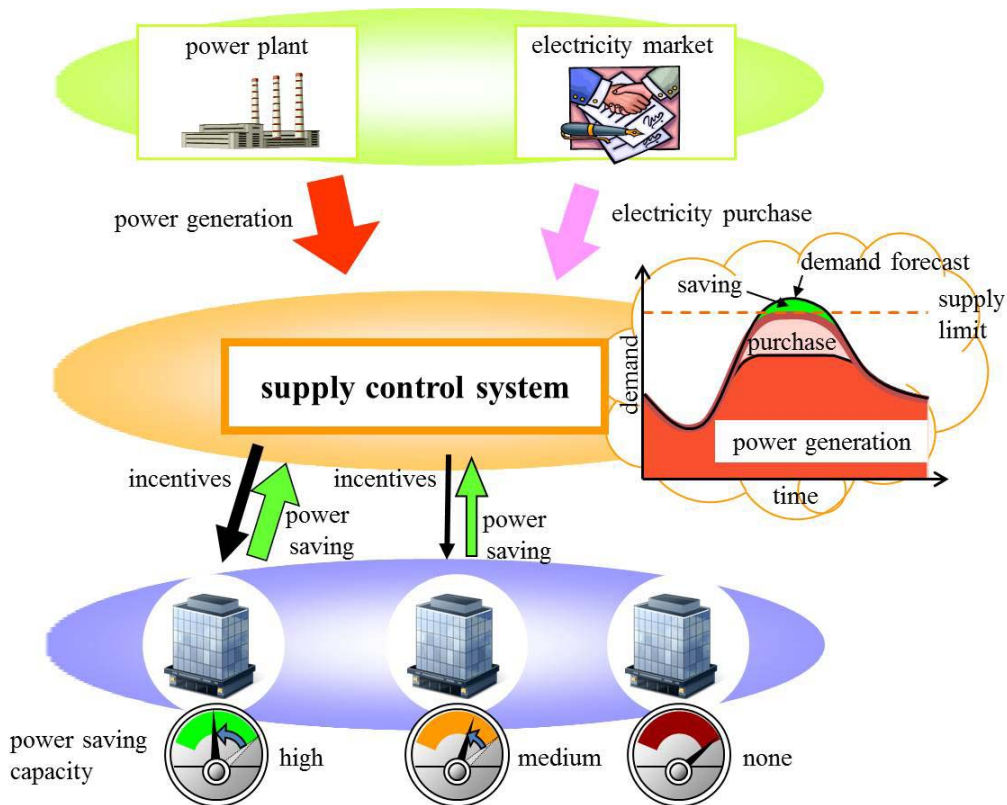 power plant
electricity market
power generation
electricity purchase
demand forecast
saving
supply
limit
purchase
demand
power generation
time
supply control system
incentives
power
saving
incentives
power
saving
power saving
capacity
high
medium
none